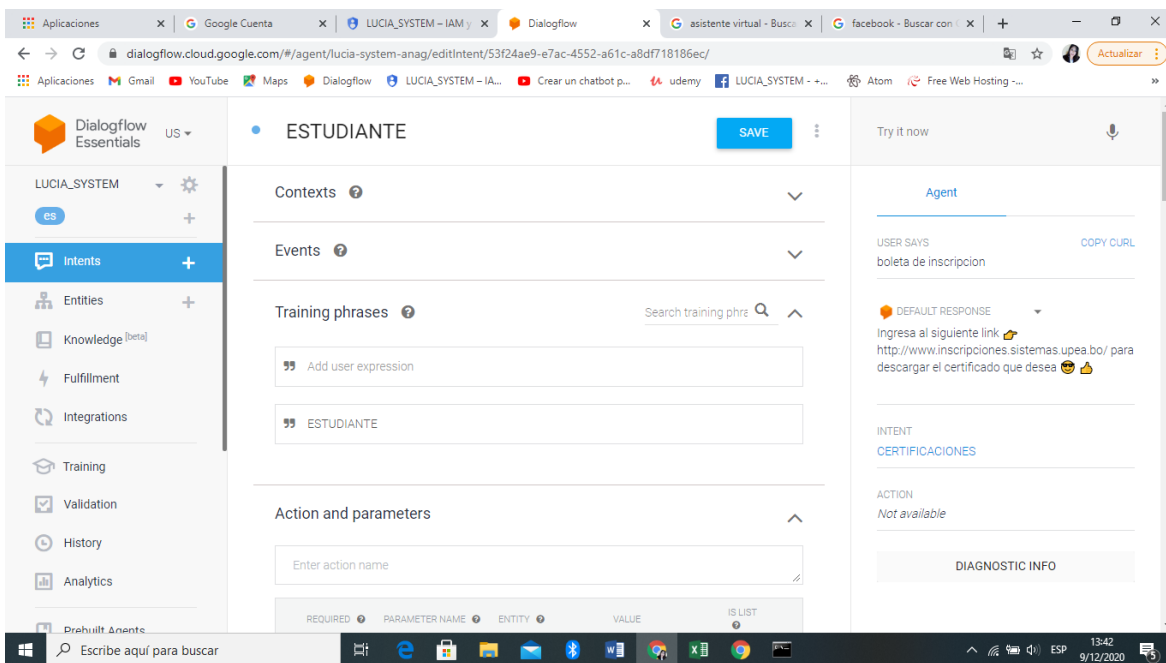 Aplicaciones
Google Cuenta
LUCIA_SYSTEM – IAM y
Dialogflow
asistente virtual - Busca
facebook - Buscar con
dialogflow.cloud.google.com/#/agent/lucia-system-anag/editIntent/53f24ae9-e7ac-4552-a61c-a8df718186ec/
Actualizar
Aplicaciones
Gmail
YouTube
Maps
Dialogflow
LUCIA_SYSTEM – IA...
Crear un chatbot p...
udemy
LUCIA_SYSTEM - +...
Atom
Free Web Hosting -...
»
Dialogflow
Essentials
US
LUCIA_SYSTEM
es
Intents
Entities
Knowledge [beta]
Fulfillment
Integrations
Training
Validation
History
Analytics
Prebuilt Agents
ESTUDIANTE
SAVE
Contexts
Events
Training phrases
Search training phra
Add user expression
ESTUDIANTE
Action and parameters
Enter action name
REQUIRED PARAMETER NAME ENTITY VALUE IS LIST
Try it now
Agent
USER SAYS COPY CURL
boleta de inscripcion
DEFAULT RESPONSE
Ingresa al siguiente link 👉
http://www.inscripciones.sistemas.upea.bo/ para
descargar el certificado que desea 😎 👍
INTENT
CERTIFICACIONES
ACTION
Not available
DIAGNOSTIC INFO
Escribe aquí para buscar
ESP
13:42
9/12/2020
5